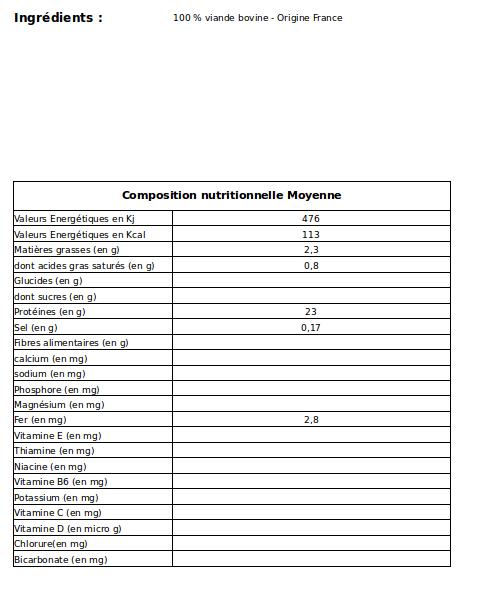 Ingrédients : 100 % viande bovine - Origine France
Composition nutritionnelle Moyenne
Valeurs Energétiques en Kj 476
Valeurs Energétiques en Kcal 113
Matières grasses (en g) 2,3
dont acides gras saturés (en g) 0,8
Glucides (en g)
dont sucres (en g)
Protéines (en g) 23
Sel (en g) 0,17
Fibres alimentaires (en g)
calcium (en mg)
sodium (en mg)
Phosphore (en mg)
Magnésium (en mg)
Fer (en mg) 2,8
Vitamine E (en mg)
Thiamine (en mg)
Niacine (en mg)
Vitamine B6 (en mg)
Potassium (en mg)
Vitamine C (en mg)
Vitamine D (en micro g)
Chlorure(en mg)
Bicarbonate (en mg)